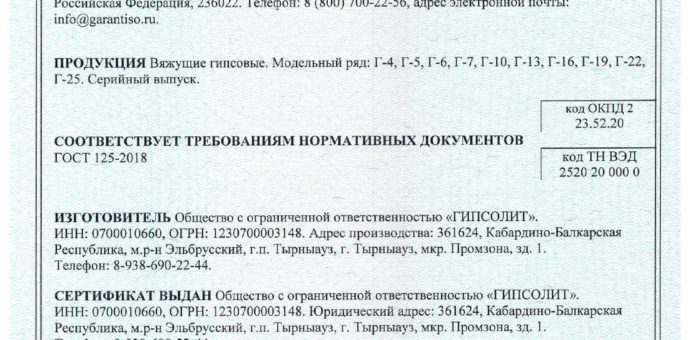 Российская Федерация, 236022. Телефон: 8 (800) 700-22-56, адрес электронной почты:
info@garantiso.ru.
ПРОДУКЦИЯ Вяжущие гипсовые. Модельный ряд: Г-4, Г-5, Г-6, Г-7, Г-10, Г-13, Г-16, Г-19, Г-22,
Г-25. Серийный выпуск.
код ОКПД 2
23.52.20
СООТВЕТСТВУЕТ ТРЕБОВАНИЯМ НОРМАТИВНЫХ ДОКУМЕНТОВ
ГОСТ 125-2018
код ТН ВЭД
2520 20 000 0
ИЗГОТОВИТЕЛЬ Общество с ограниченной ответственностью «ГИПСОЛИТ».
ИНН: 0700010660, ОГРН: 1230700003148. Адрес производства: 361624, Кабардино-Балкарская
Республика, м.р-н Эльбрусский, г.п. Тырныауз, г. Тырныауз, мкр. Промзона, зд. 1.
Телефон: 8-938-690-22-44.
СЕРТИФИКАТ ВЫДАН Общество с ограниченной ответственностью «ГИПСОЛИТ».
ИНН: 0700010660, ОГРН: 1230700003148. Юридический адрес: 361624, Кабардино-Балкарская
Республика, м.р-н Эльбрусский, г.п. Тырныауз, г. Тырныауз, мкр. Промзона, зд. 1.